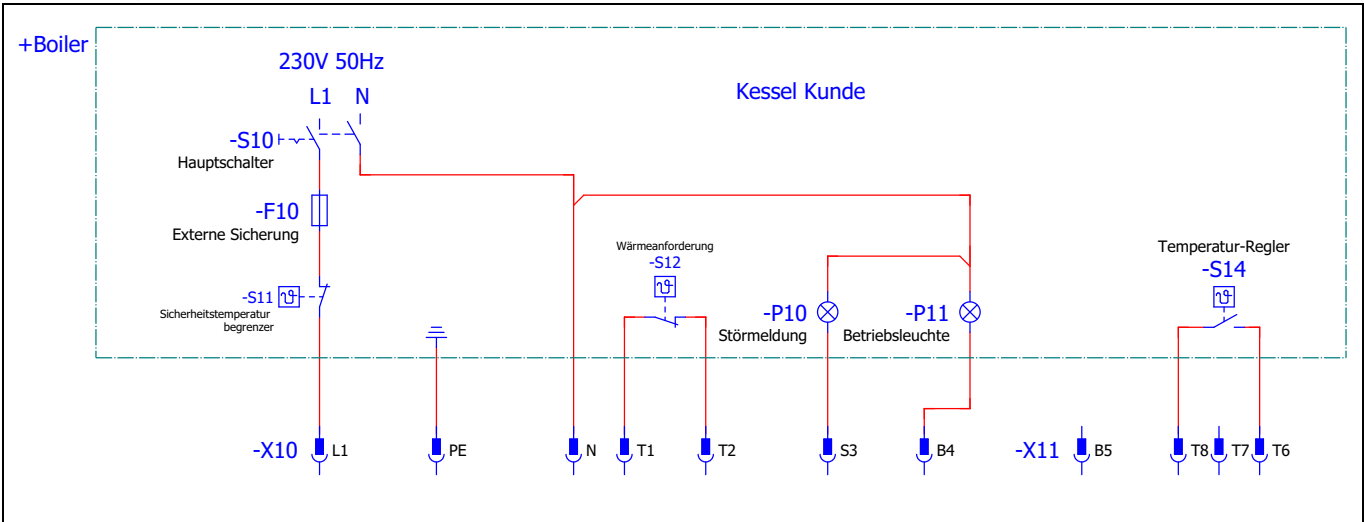 +Boiler
230V 50Hz
Kessel Kunde
L1 N
-S10
Hauptschalter
-F10
Externe Sicherung
Wärmeanforderung
-S12
Temperatur-Regler
-S14
-S11
Sicherheitstemperatur
begrenzer
-P10
Störmeldung
-P11
Betriebsleuchte
-X10 L1 PE N T1 T2 S3 B4 -X11 B5 T8 T7 T6